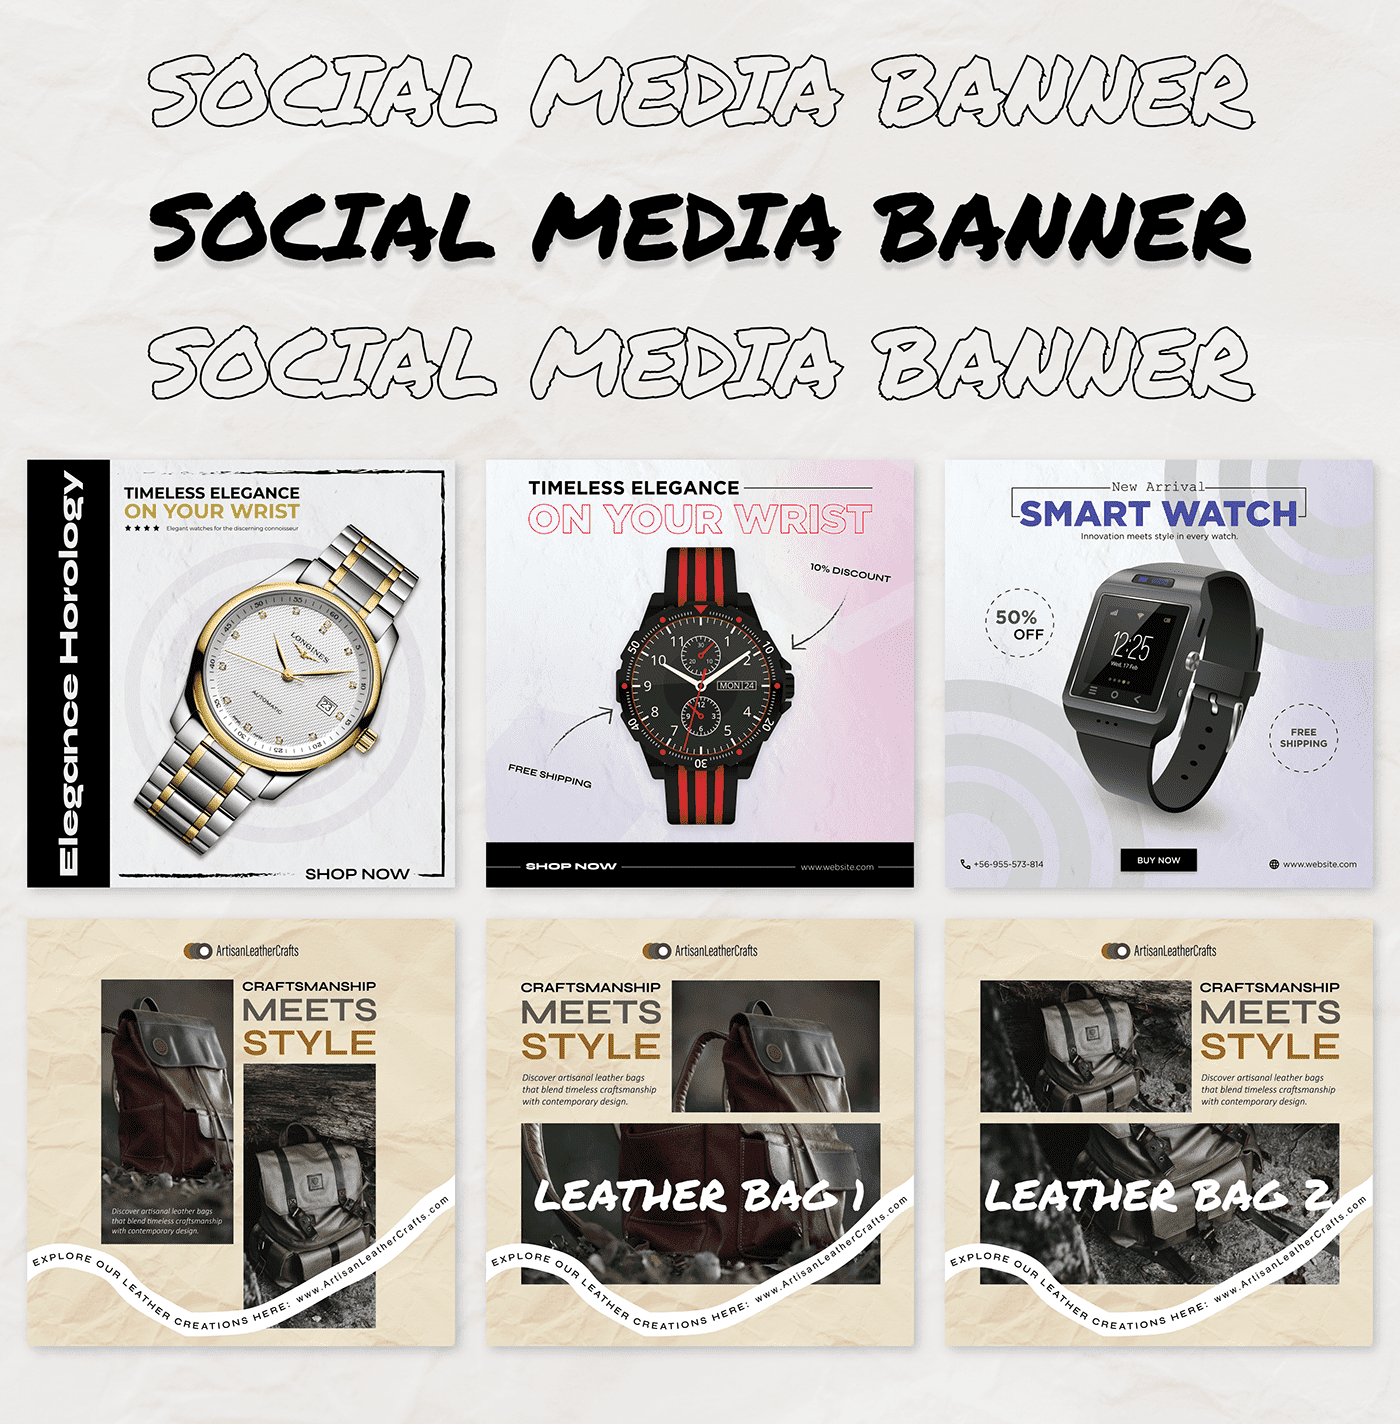 SOCIAL MEDIA BANNER
SOCIAL MEDIA BANNER
SOCIAL MEDIA BANNER
Elegance Horology
TIMELESS ELEGANCE
ON YOUR WRIST
Elegant watches for the discerning connoisseur
LONGINES
AUTOMATIC
23
SHOP NOW
TIMELESS ELEGANCE
ON YOUR WRIST
10% DISCOUNT
MON 24
FREE SHIPPING
SHOP NOW
www.website.com
New Arrival
SMART WATCH
Innovation meets style in every watch.
50%
OFF
12:25
Wed, 17 Feb
FREE
SHIPPING
+56-955-573-814
BUY NOW
www.website.com
ArtisanLeatherCrafts
CRAFTSMANSHIP
MEETS
STYLE
Discover artisanal leather bags
that blend timeless craftsmanship
with contemporary design.
EXPLORE OUR LEATHER CREATIONS HERE: www.ArtisanLeatherCrafts.com
ArtisanLeatherCrafts
CRAFTSMANSHIP
MEETS
STYLE
Discover artisanal leather bags
that blend timeless craftsmanship
with contemporary design.
LEATHER BAG 1
EXPLORE OUR LEATHER CREATIONS HERE: www.ArtisanLeatherCrafts.com
ArtisanLeatherCrafts
CRAFTSMANSHIP
MEETS
STYLE
Discover artisanal leather bags
that blend timeless craftsmanship
with contemporary design.
LEATHER BAG 2
EXPLORE OUR LEATHER CREATIONS HERE: www.ArtisanLeatherCrafts.com